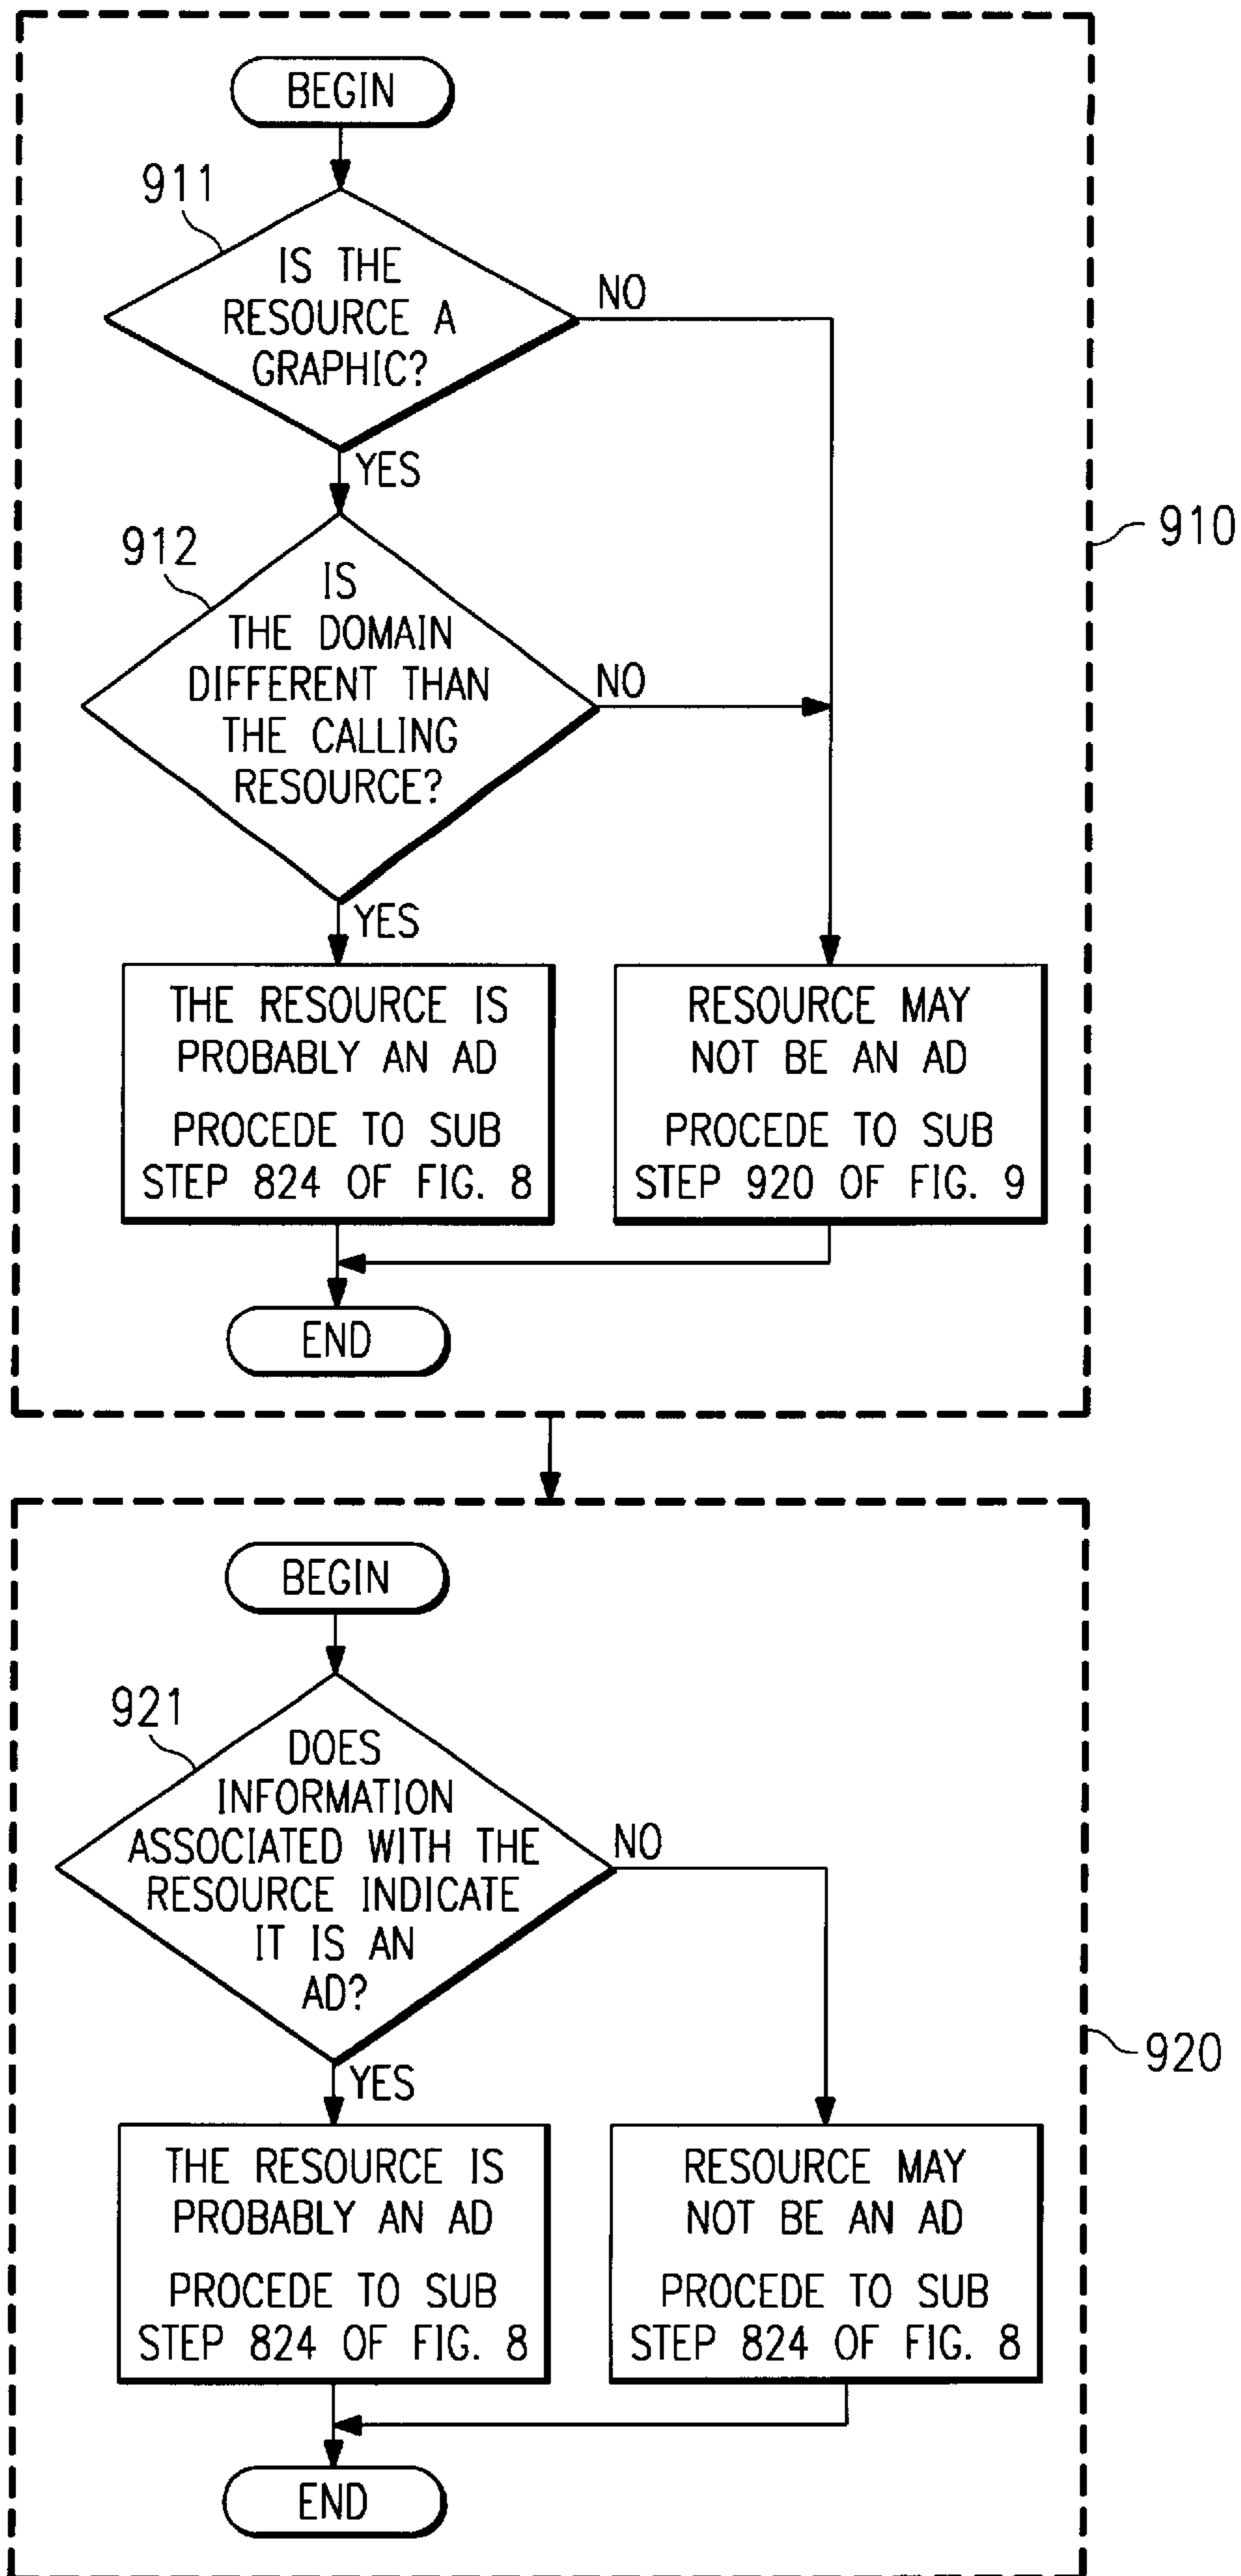 BEGIN
911
IS THE
RESOURCE A
GRAPHIC?
NO
YES
912
IS
THE DOMAIN
DIFFERENT THAN
THE CALLING
RESOURCE?
NO
910
YES
THE RESOURCE IS
PROBABLY AN AD
PROCEDE TO SUB
STEP 824 OF FIG. 8
RESOURCE MAY
NOT BE AN AD
PROCEDE TO SUB
STEP 920 OF FIG. 9
END
BEGIN
921
DOES
INFORMATION
ASSOCIATED WITH THE
RESOURCE INDICATE
IT IS AN
AD?
NO
920
YES
THE RESOURCE IS
PROBABLY AN AD
PROCEDE TO SUB
STEP 824 OF FIG. 8
RESOURCE MAY
NOT BE AN AD
PROCEDE TO SUB
STEP 824 OF FIG. 8
END